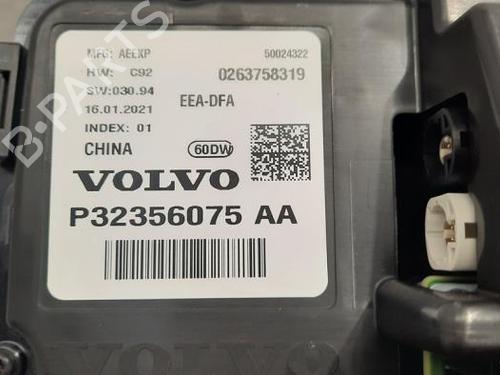 MFG: AEEXP 50024322
HW: C92 0263758319
SW:030.94
16.01.2021 EEA-DFA
INDEX: 01
CHINA 60DW
VOLVO
P32356075 AA
B-PARTS
VOLVO